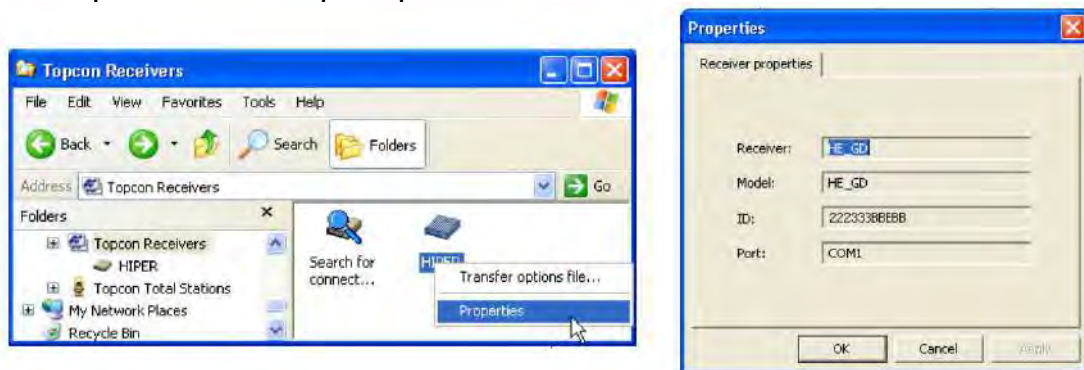 Topcon Receivers
File Edit View Favorites Tools Help
Back Search Folders
Address Topcon Receivers Go
Folders
Topcon Receivers
HIPER
Topcon Total Stations
My Network Places
Recycle Bin
Search for
connect...
HIPER
Transfer options file...
Properties
Properties
Receiver properties
Receiver: HE_GD
Model: HE_GD
ID:
Port: COM1
OK Cancel Apply